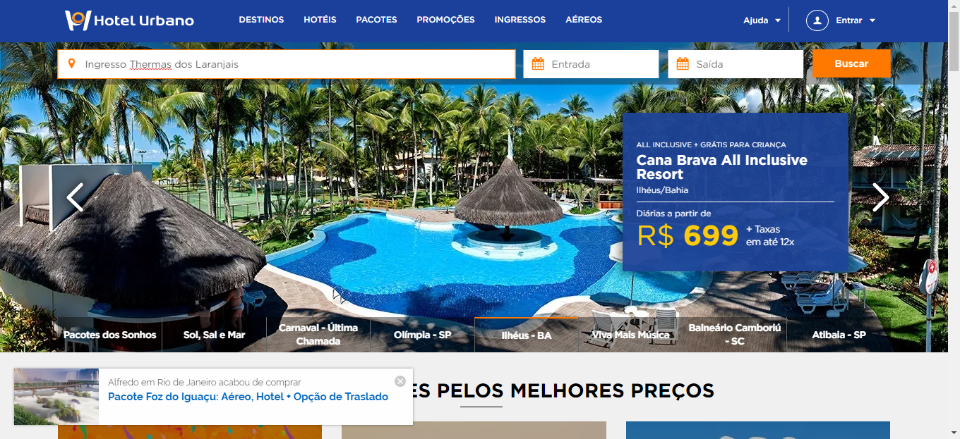 Hotel Urbano
DESTINOS HOTÉIS PACOTES PROMOÇÕES INGRESSOS AÉREOS
Ajuda Entrar
Ingresso Thermas dos Laranjais
Entrada
Saída
Buscar
ALL INCLUSIVE + GRÁTIS PARA CRIANÇA
Cana Brava All Inclusive
Resort
Ilhéus/Bahia
Diárias a partir de
R$ 699
+ Taxas
em até 12x
Pacotes dos Sonhos
Sol, Sal e Mar
Carnaval - Última
Chamada
Olímpia - SP
Ilhéus - BA
Viva Mais Música
Balneário Camboriú
- SC
Atibaia - SP
Alfredo em Rio de Janeiro acabou de comprar
Pacote Foz do Iguaçu: Aéreo, Hotel + Opção de Traslado
ES PELOS MELHORES PREÇOS